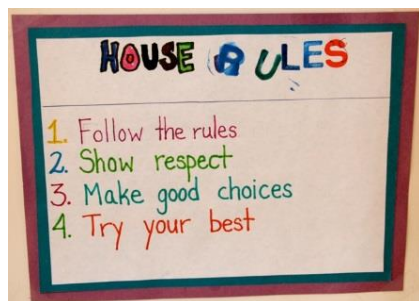 HOUSE RULES
1. Follow the rules
2. Show respect
3. Make good choices
4. Try your best